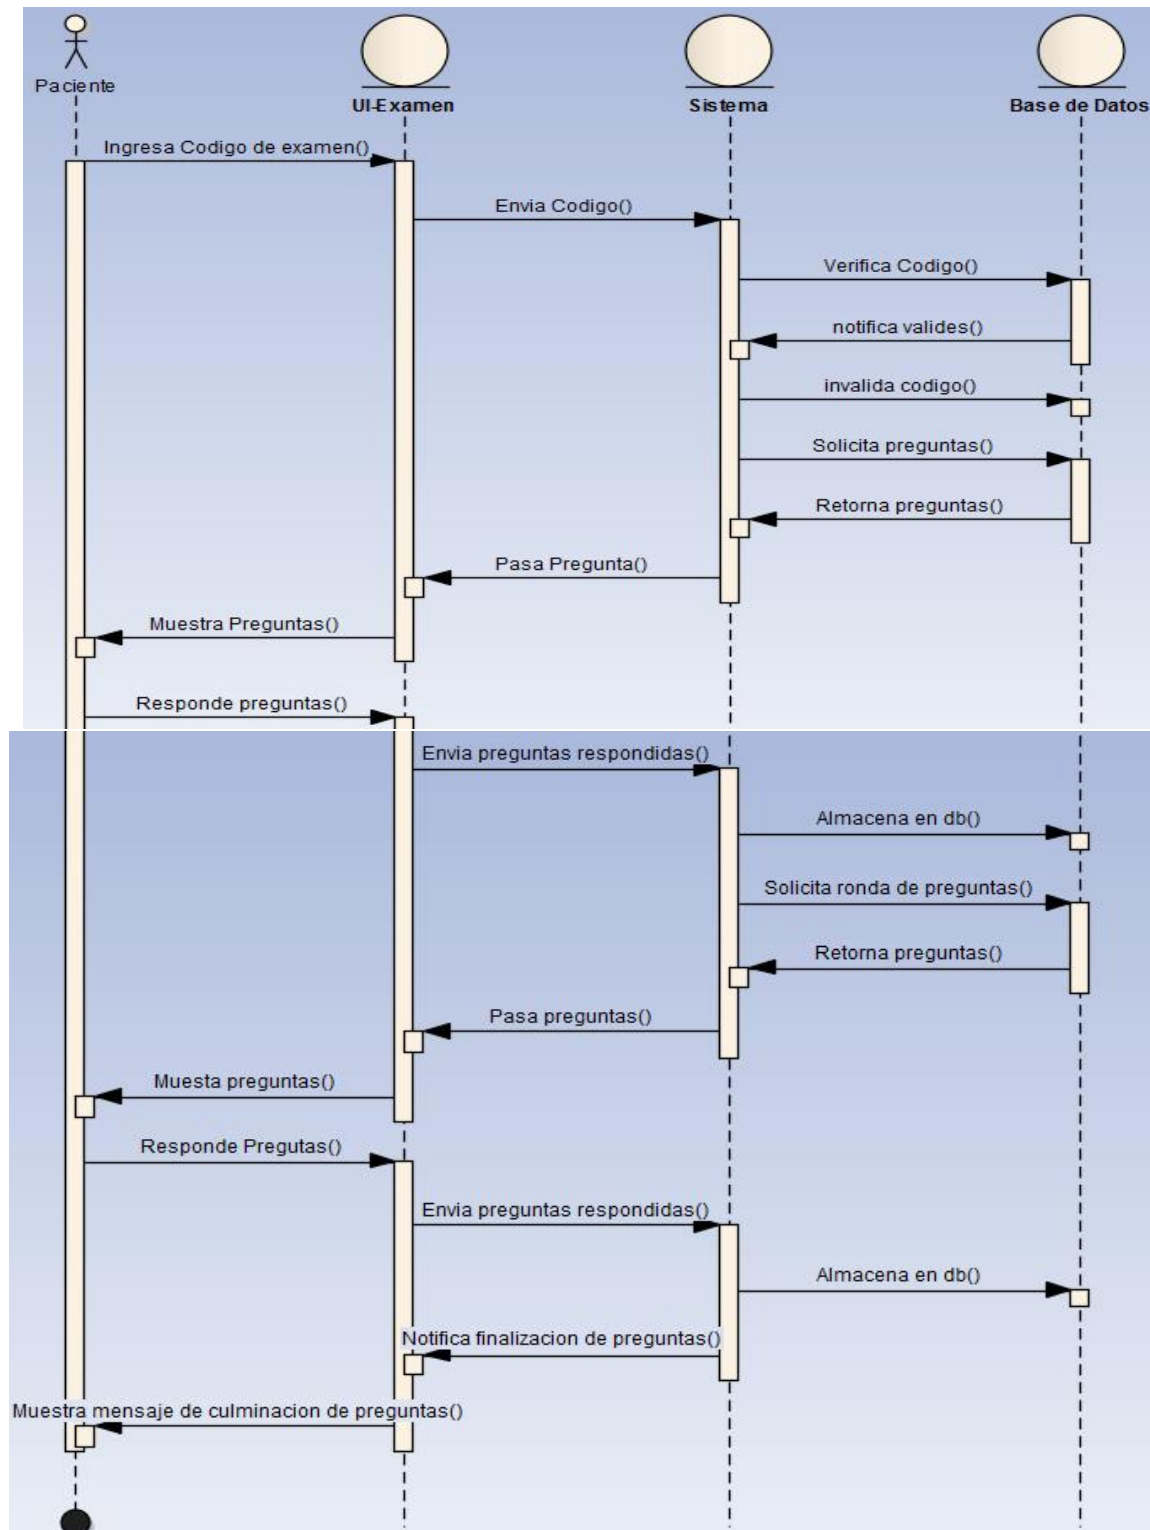 Paciente
UI-Examen
Sistema
Base de Datos
Ingresa Codigo de examen()
Envia Codigo()
Verifica Codigo()
notifica valides()
invalida codigo()
Solicita preguntas()
Retorna preguntas()
Pasa Pregunta()
Muestra Preguntas()
Responde preguntas()
Envia preguntas respondidas()
Almacena en db()
Solicita ronda de preguntas()
Retorna preguntas()
Pasa preguntas()
Muesta preguntas()
Responde Pregutas()
Envia preguntas respondidas()
Almacena en db()
Notifica finalizacion de preguntas()
Muestra mensaje de culminacion de preguntas()